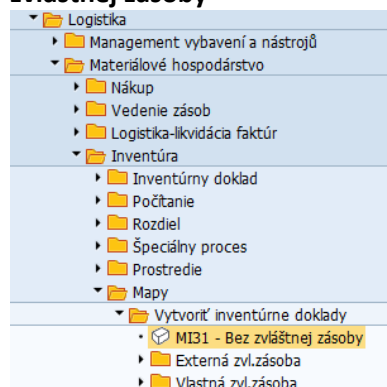 zvláštnej zásoby
Logistika
Management vybavení a nástrojů
Materiálové hospodárstvo
Nákup
Vedenie zásob
Logistika-likvidácia faktúr
Inventúra
Inventúrny doklad
Počítanie
Rozdiel
Špeciálny proces
Prostredie
Mapy
Vytvoriť inventúrne doklady
MI31 - Bez zvláštnej zásoby
Externá zvl.zásoba
Vlastná zvl.zásoba